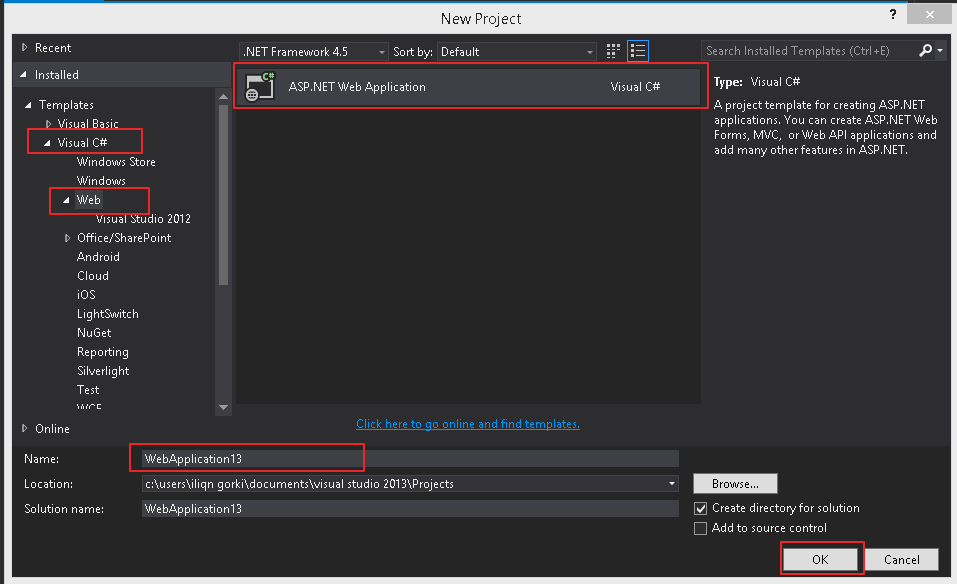 New Project
?
Recent
Installed
Templates
Visual Basic
Visual C#
Windows Store
Windows
Web
Visual Studio 2012
Office/SharePoint
Android
Cloud
iOS
LightSwitch
NuGet
Reporting
Silverlight
Test
WCF
Online
.NET Framework 4.5
Sort by: Default
ASP.NET Web Application Visual C#
C#
Click here to go online and find templates.
Search Installed Templates (Ctrl+E)
Type: Visual C#
A project template for creating ASP.NET
applications. You can create ASP.NET Web
Forms, MVC, or Web API applications and
add many other features in ASP.NET.
Name: WebApplication13
Location: c:\users\iliqn gorki\documents\visual studio 2013\Projects
Browse...
Solution name: WebApplication13
Create directory for solution
Add to source control
OK
Cancel